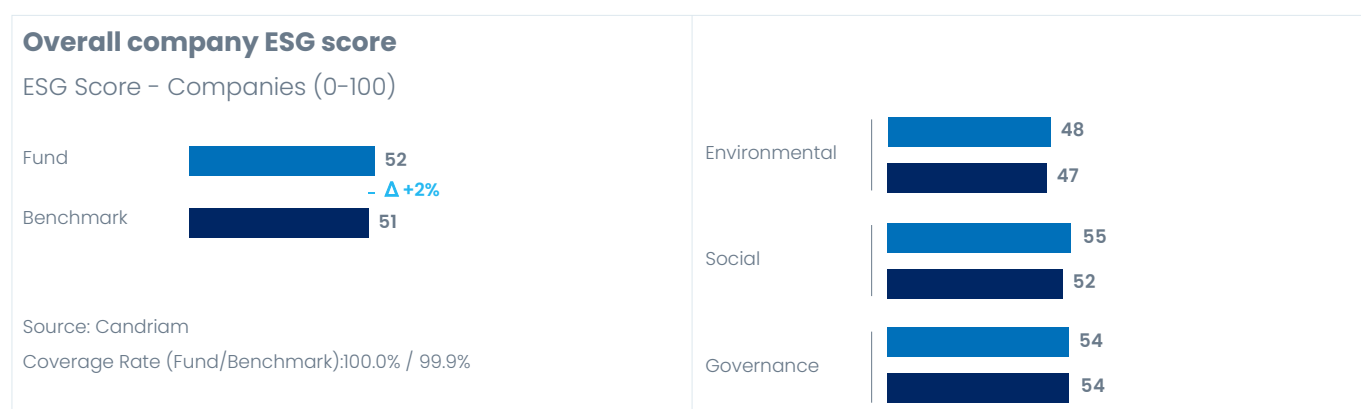 Overall company ESG score
ESG Score - Companies (0-100)
Fund
52
Δ +2%
Benchmark
51
Source: Candriam
Coverage Rate (Fund/Benchmark):100.0% / 99.9%
Environmental
48
47
Social
55
52
Governance
54
54